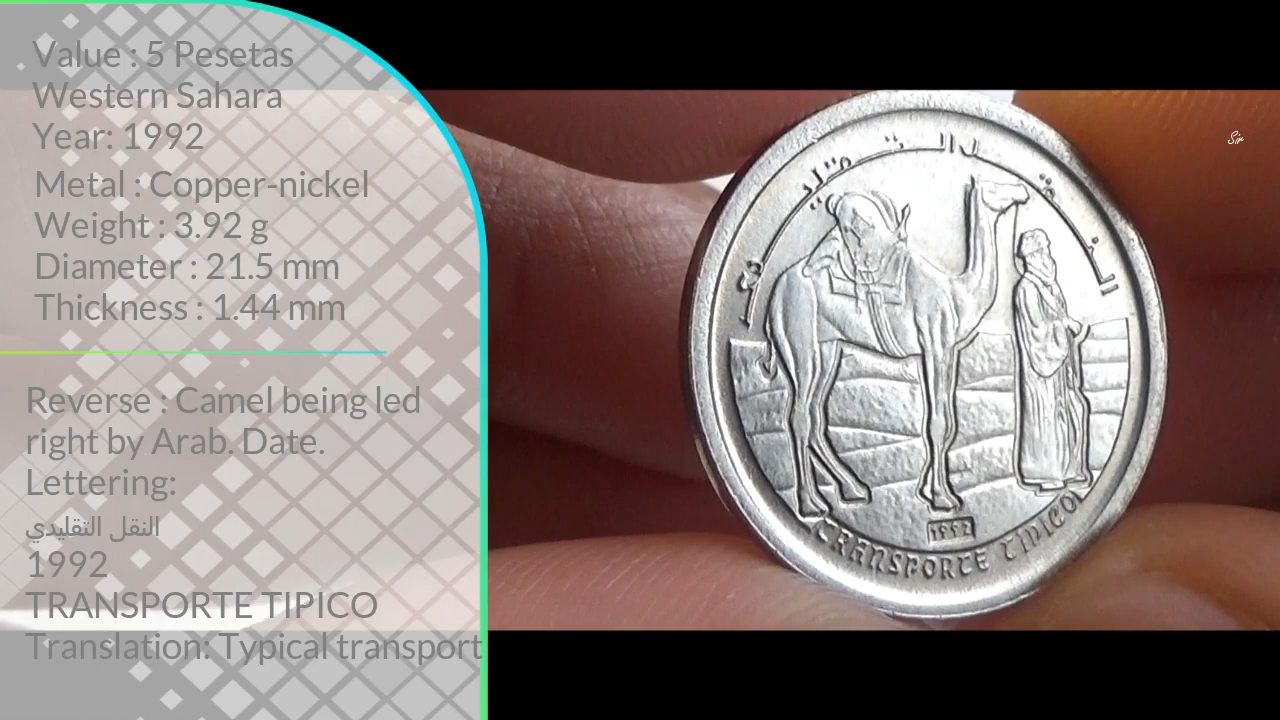 Value : 5 Pesetas
Western Sahara
Year: 1992
Metal : Copper-nickel
Weight : 3.92 g
Diameter : 21.5 mm
Thickness : 1.44 mm
Reverse : Camel being led
right by Arab. Date.
Lettering:
النقل التقليدي
1992
TRANSPORTE TIPICO
Translation: Typical transport
Sir
1992
TRANSPORTE TIPICO